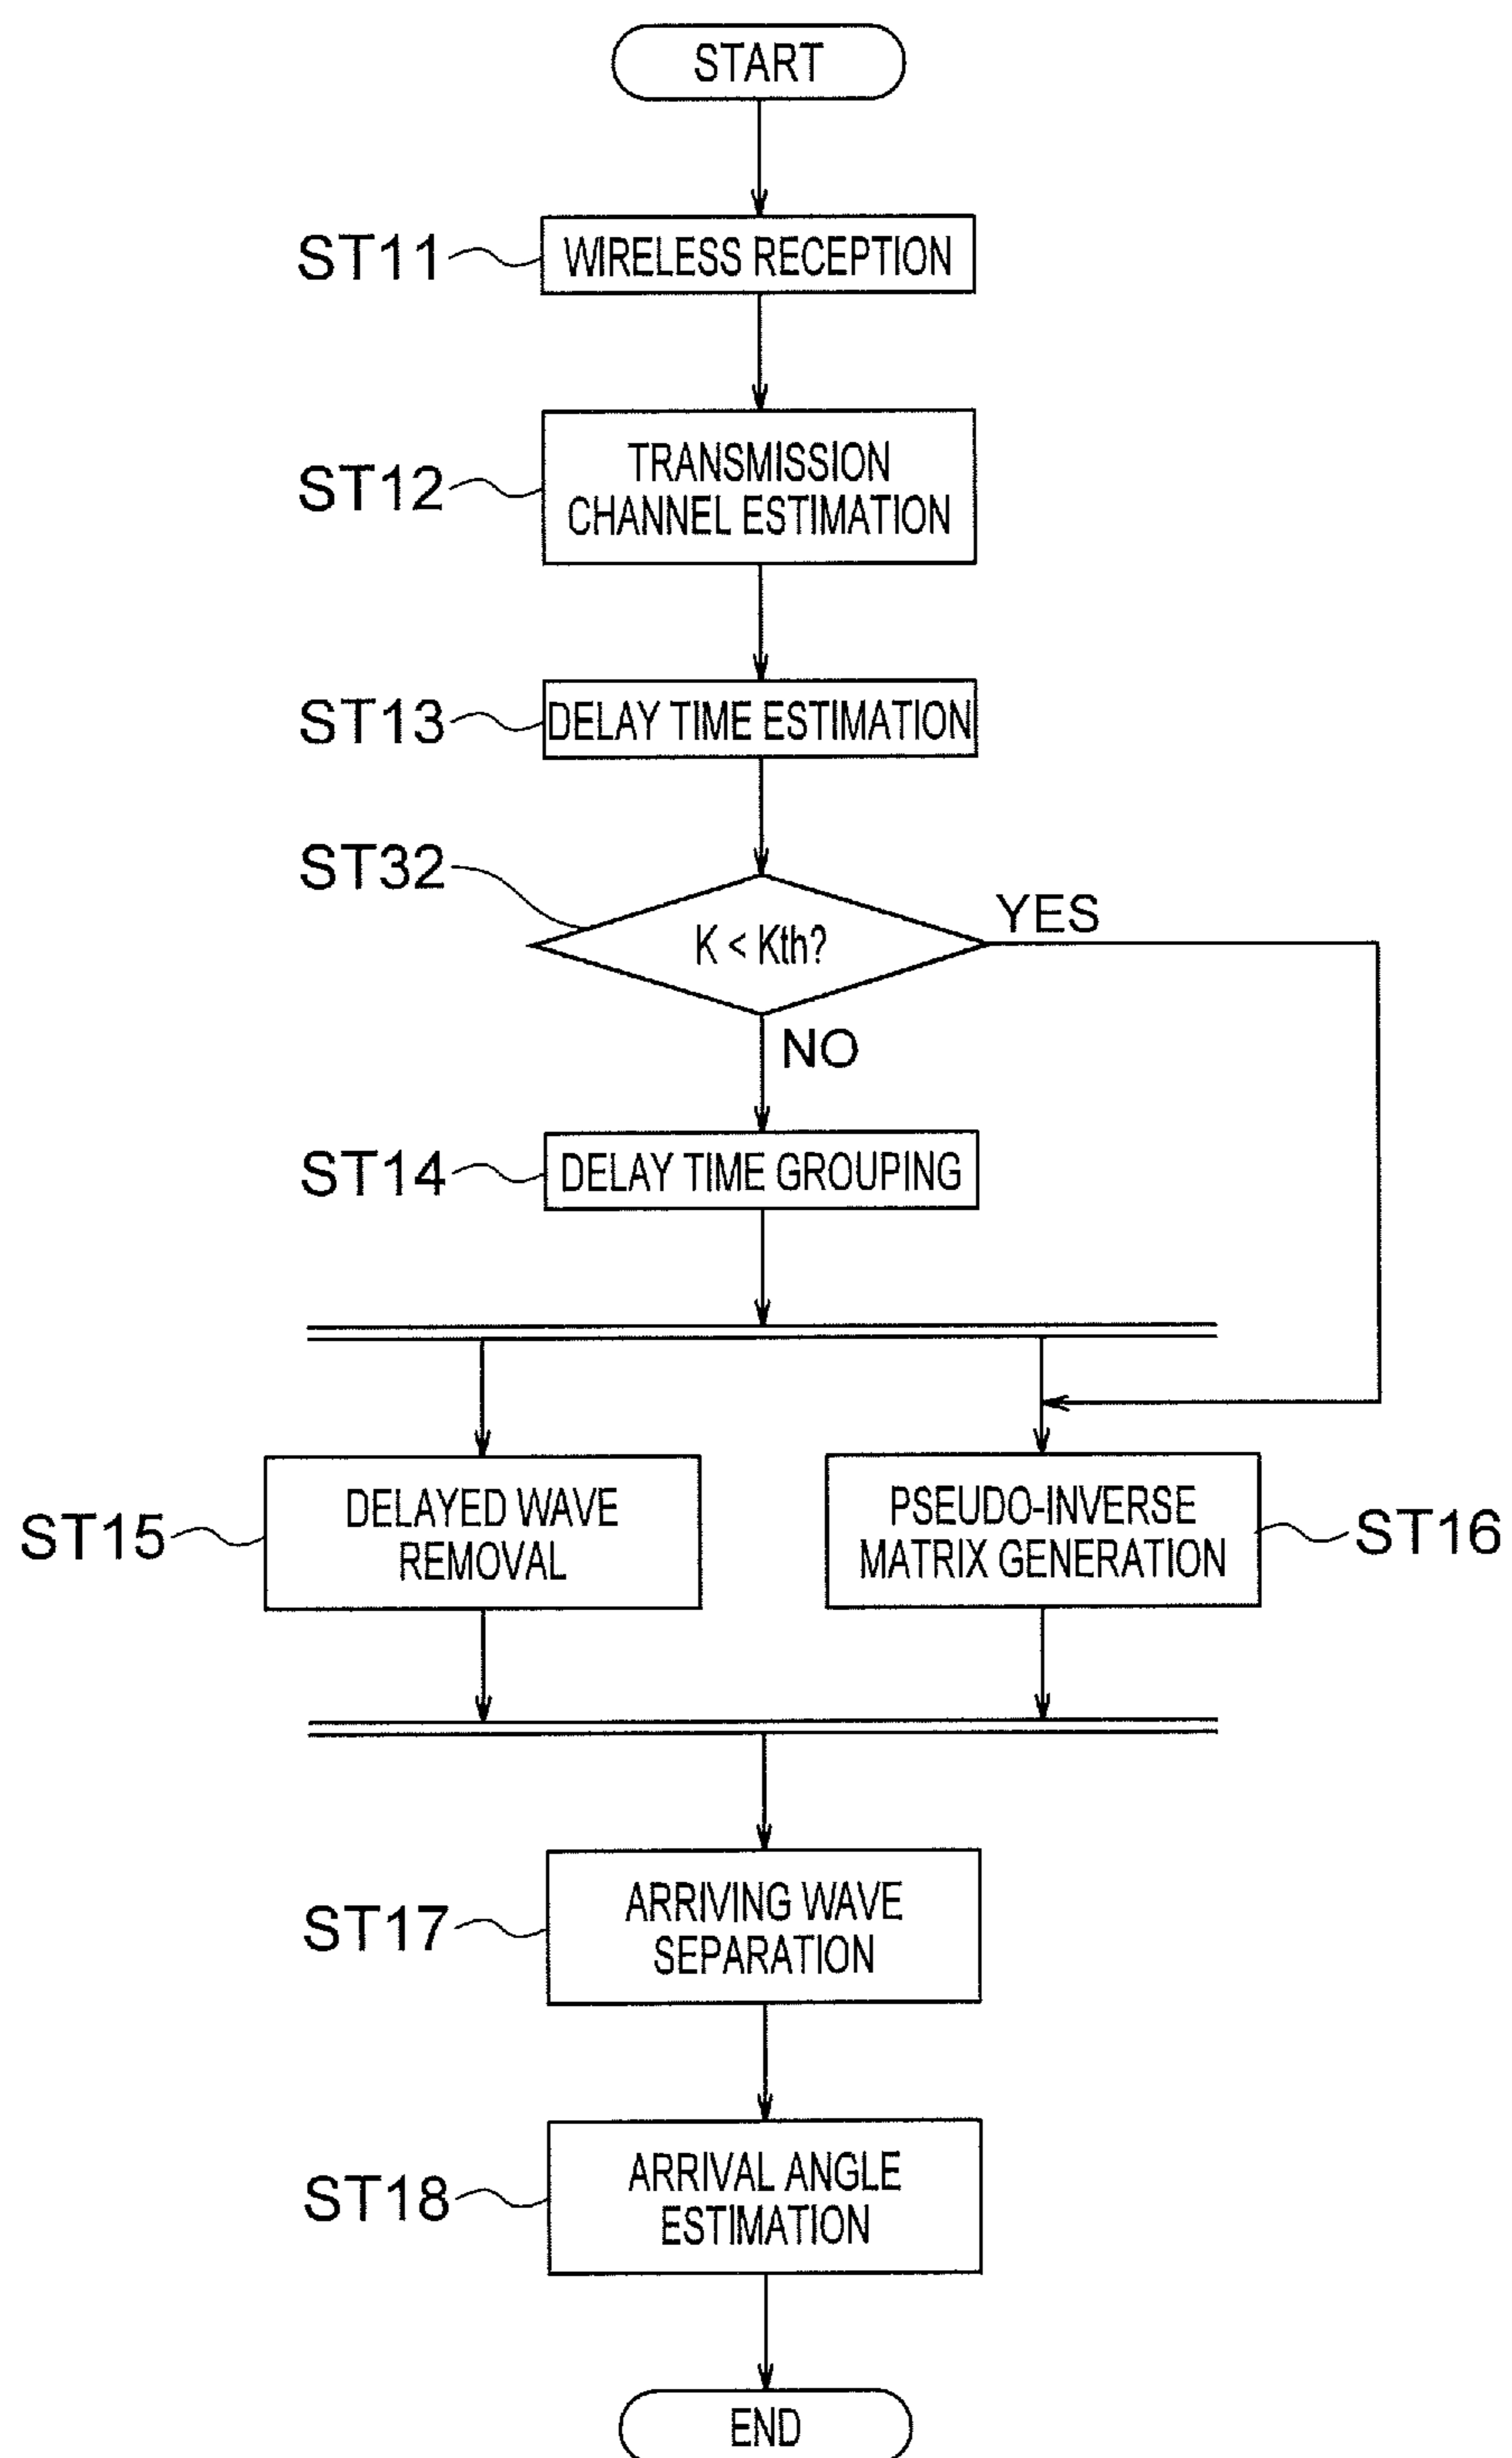 START
ST11
WIRELESS RECEPTION
ST12
TRANSMISSION
CHANNEL ESTIMATION
ST13
DELAY TIME ESTIMATION
ST32
K < Kth?
YES
NO
ST14
DELAY TIME GROUPING
ST15
DELAYED WAVE
REMOVAL
PSEUDO-INVERSE
MATRIX GENERATION
ST16
ST17
ARRIVING WAVE
SEPARATION
ST18
ARRIVAL ANGLE
ESTIMATION
END